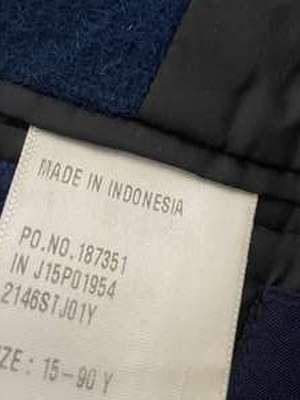 MADE IN INDONESIA
PO.NO.187351
IN J15P01954
2146STJ01Y
ZE : 15-90 Y